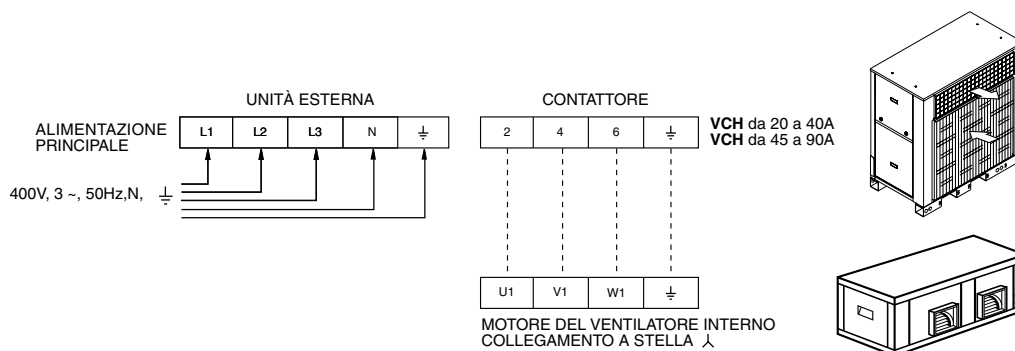 UNITÀ ESTERNA
CONTATTORE
ALIMENTAZIONE
PRINCIPALE
L1 L2 L3 N ⏚
2 4 6 ⏚
VCH da 20 a 40A
VCH da 45 a 90A
400V, 3 ~, 50Hz,N, ⏚
U1 V1 W1 ⏚
MOTORE DEL VENTILATORE INTERNO
COLLEGAMENTO A STELLA ⅄